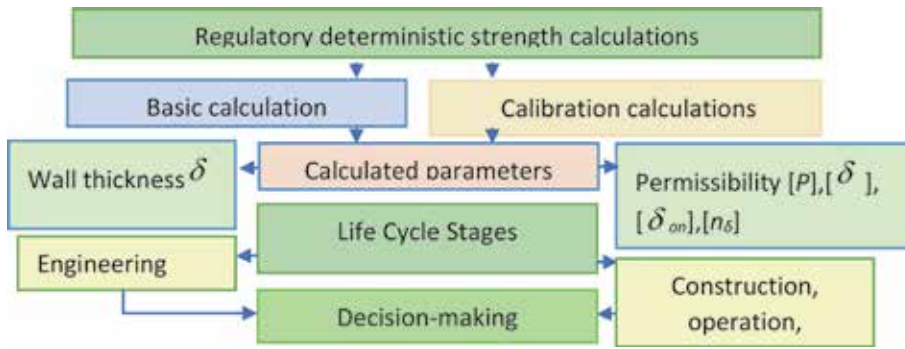 Regulatory deterministic strength calculations
Basic calculation
Calibration calculations
Wall thickness δ
Calculated parameters
Permissibility [P],[δ],
[δon],[nδ]
Life Cycle Stages
Engineering
Construction,
operation,
Decision-making